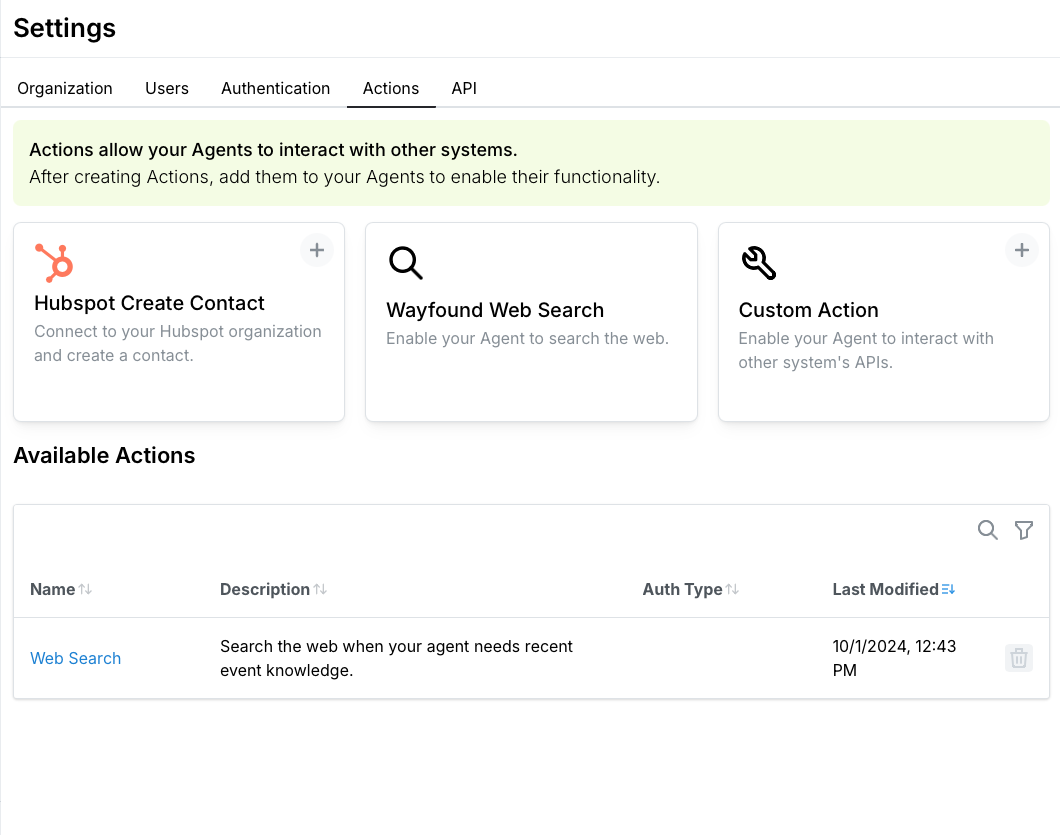 Settings
Organization Users Authentication Actions API
Actions allow your Agents to interact with other systems.
After creating Actions, add them to your Agents to enable their functionality.
Hubspot Create Contact
Connect to your Hubspot organization
and create a contact.
Wayfound Web Search
Enable your Agent to search the web.
Custom Action
Enable your Agent to interact with
other system's APIs.
Available Actions
Name Description Auth Type Last Modified
Web Search
Search the web when your agent needs recent
event knowledge.
10/1/2024, 12:43
PM